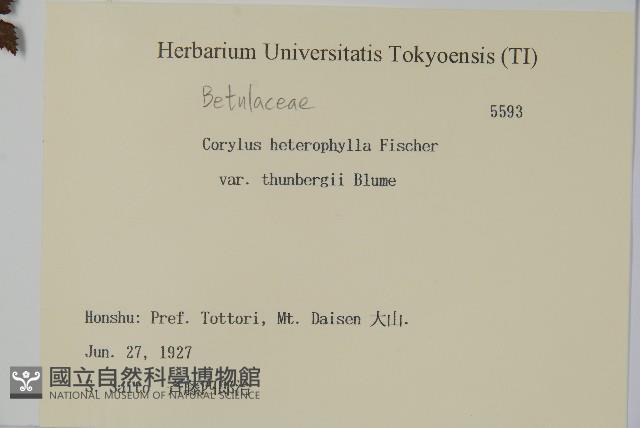 Herbarium Universitatis Tokyoensis (TI)
Betulaceae
5593
Corylus heterophylla Fischer
var. thunbergii Blume
Honshu: Pref. Tottori, Mt. Daisen 大山.
Jun. 27, 1927
S. Saito
國立自然科學博物館
NATIONAL MUSEUM OF NATURAL SCIENCE